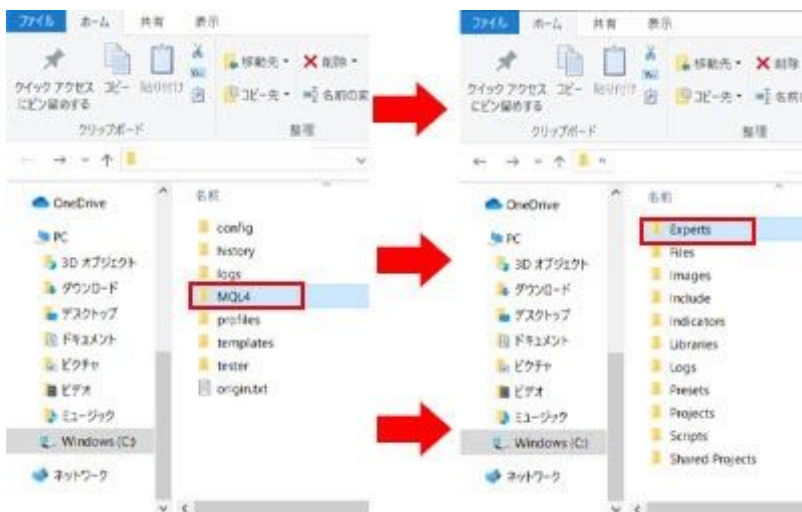 ファイル ホーム 共有 表示
クイック アクセス コピー 貼り付け
にピン留めする
移動先 削除
コピー先 名前の変
クリップボード 整理
OneDrive
PC
3D オブジェクト
ダウンロード
デスクトップ
ドキュメント
ピクチャ
ビデオ
ミュージック
Windows (C:)
ネットワーク
名前
config
history
logs
MQL4
profiles
templates
tester
origin.txt
ファイル ホーム 共有 表示
クイック アクセス コピー 貼り付け
にピン留めする
移動先 削除
コピー先 名前の
クリップボード 整理
OneDrive
PC
3D オブジェクト
ダウンロード
デスクトップ
ドキュメント
ピクチャ
ビデオ
ミュージック
Windows (C:)
ネットワーク
名前
Experts
Files
Images
Include
Indicators
Libraries
Logs
Presets
Projects
Scripts
Shared Projects